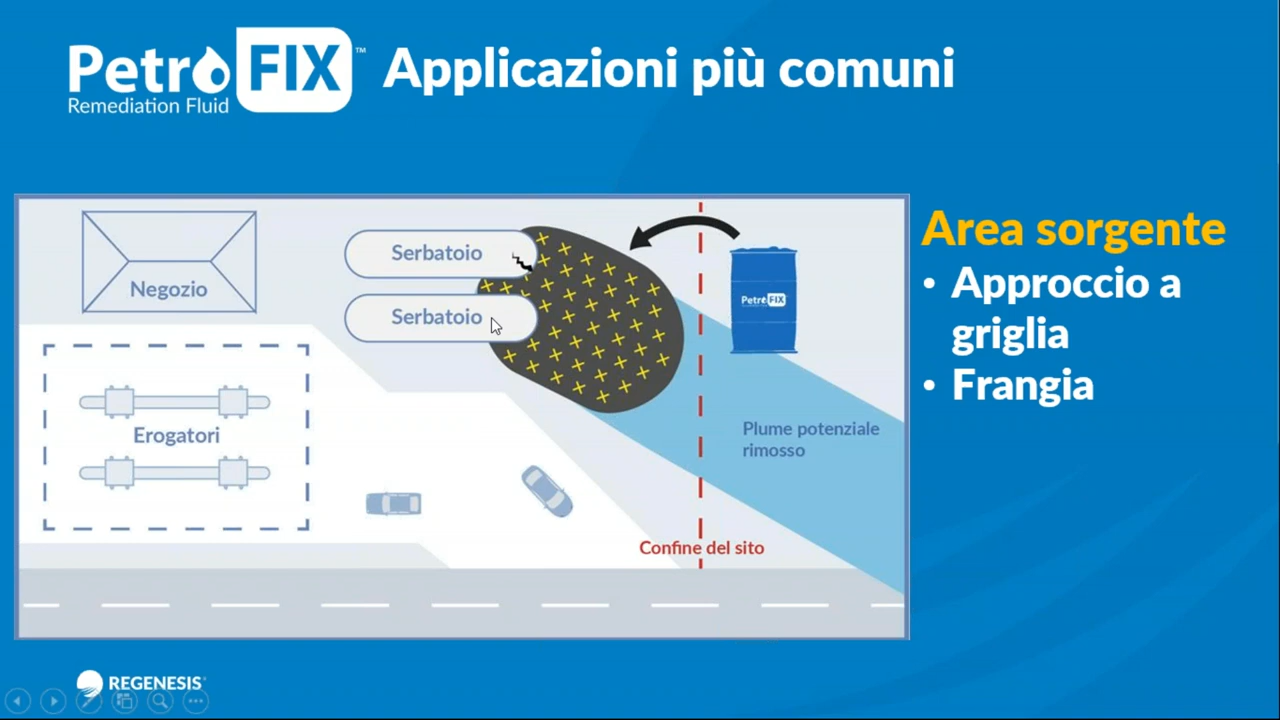 PetroFIX™ Applicazioni più comuni
Remediation Fluid
Area sorgente
• Approccio a
griglia
• Frangia
Negozio
Serbatoio
Serbatoio
PetroFIX
Erogatori
Plume potenziale
rimosso
Confine del sito
REGENESIS